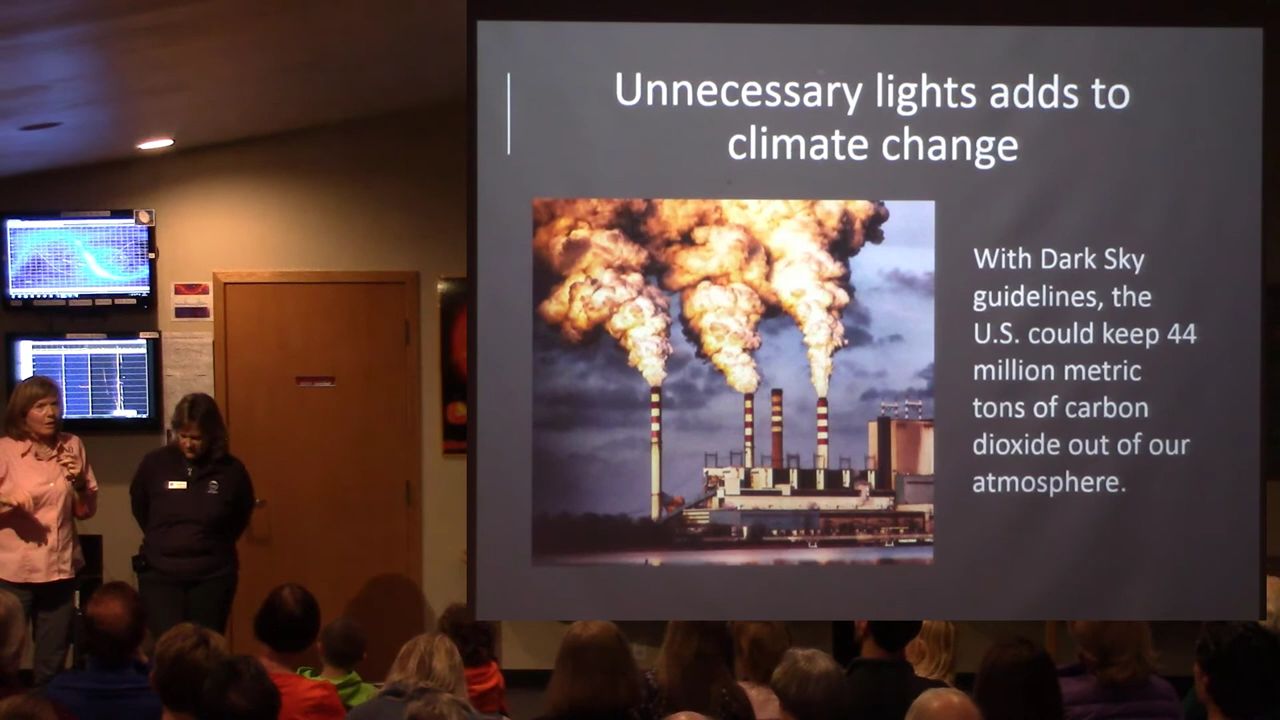 Unnecessary lights adds to
climate change
With Dark Sky
guidelines, the
U.S. could keep 44
million metric
tons of carbon
dioxide out of our
atmosphere.